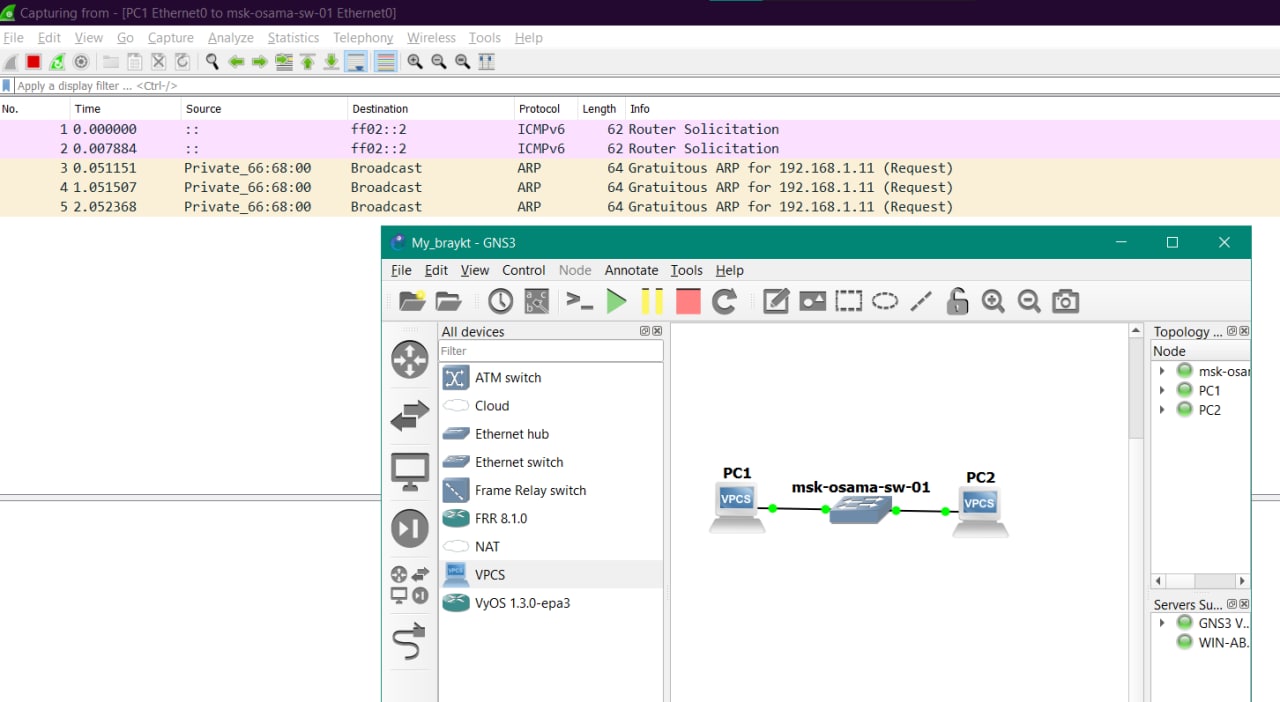 Capturing from - [PC1 Ethernet0 to msk-osama-sw-01 Ethernet0]
File Edit View Go Capture Analyze Statistics Telephony Wireless Tools Help
Apply a display filter ... <Ctrl-/>
No. Time Source Destination Protocol Length Info
1 0.000000 :: ff02::2 ICMPv6 62 Router Solicitation
2 0.007884 :: ff02::2 ICMPv6 62 Router Solicitation
3 0.051151 Private_66:68:00 Broadcast ARP 64 Gratuitous ARP for 192.168.1.11 (Request)
4 1.051507 Private_66:68:00 Broadcast ARP 64 Gratuitous ARP for 192.168.1.11 (Request)
5 2.052368 Private_66:68:00 Broadcast ARP 64 Gratuitous ARP for 192.168.1.11 (Request)
My_braykt - GNS3
File Edit View Control Node Annotate Tools Help
All devices
Filter
ATM switch
Cloud
Ethernet hub
Ethernet switch
Frame Relay switch
FRR 8.1.0
NAT
VPCS
VyOS 1.3.0-epa3
PC1
msk-osama-sw-01
PC2
VPCS
VPCS
Topology ...
Node
msk-osar
PC1
PC2
Servers Su...
GNS3 V...
WIN-AB.